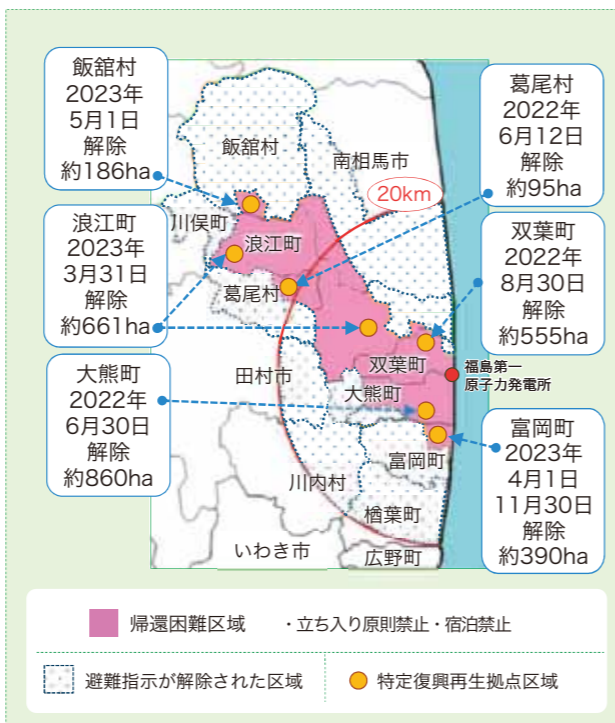 飯舘村
2023年
5月1日
解除
約186ha
葛尾村
2022年
6月12日
解除
約95ha
浪江町
2023年
3月31日
解除
約661ha
双葉町
2022年
8月30日
解除
約555ha
大熊町
2022年
6月30日
解除
約860ha
富岡町
2023年
4月1日
11月30日
解除
約390ha
飯舘村
南相馬市
20km
川俣町
浪江町
葛尾村
双葉町
福島第一
原子力発電所
田村市
大熊町
富岡町
川内村
楢葉町
いわき市
広野町
帰還困難区域 ・立ち入り原則禁止・宿泊禁止
避難指示が解除された区域
特定復興再生拠点区域